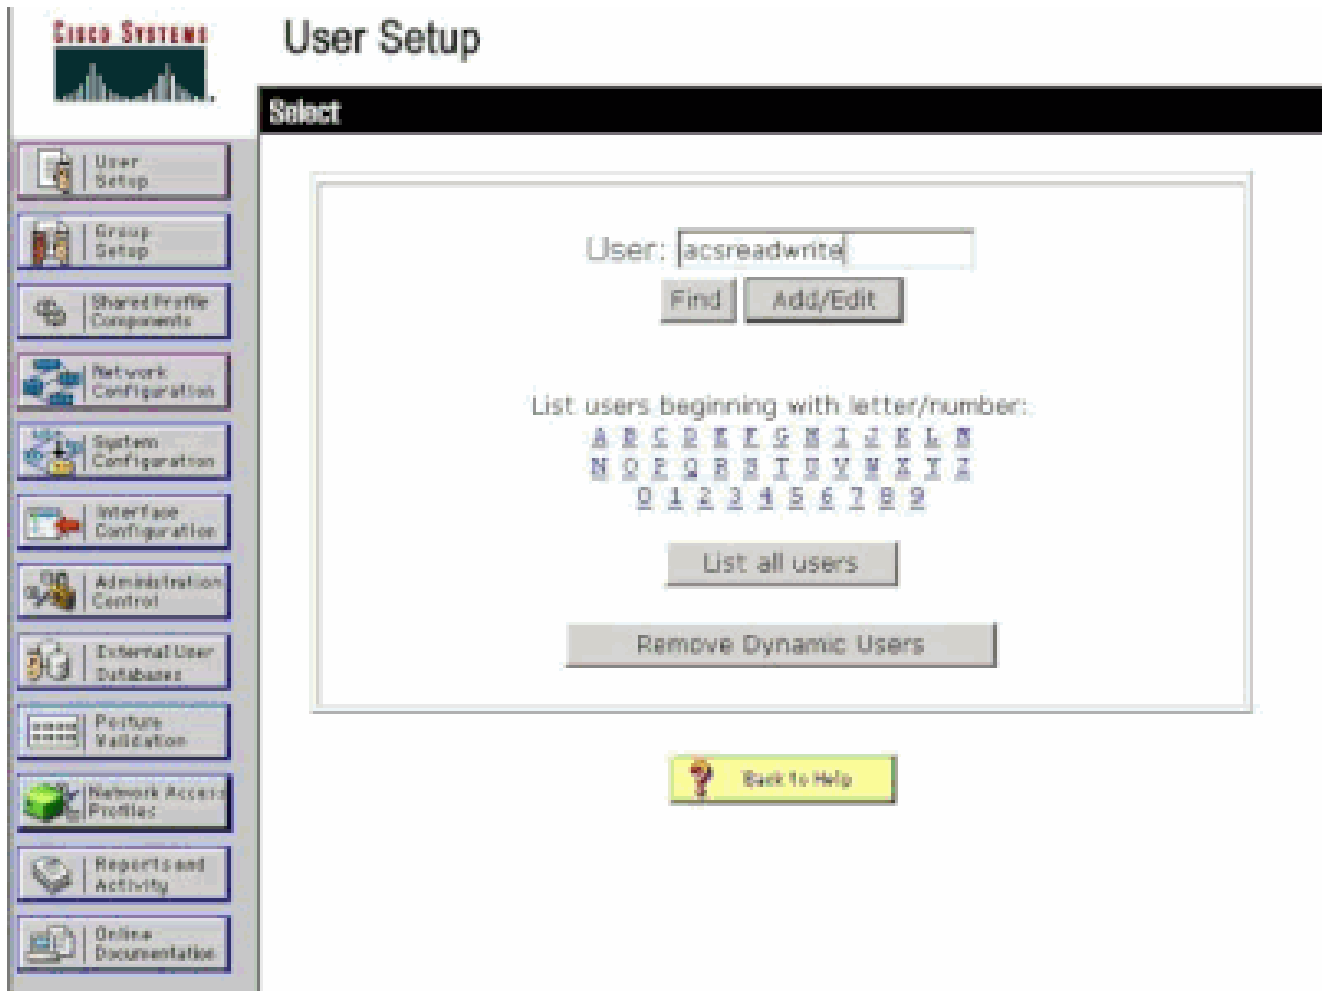 CISCO SYSTEMS
User Setup
Select
User
Setup
Group
Setup
Shared Profile
Components
Network
Configuration
System
Configuration
Interface
Configuration
Administration
Control
External User
Databases
Posture
Validation
Network Access
Profiles
Reports and
Activity
Online
Documentation
User: acsreadwrite
Find Add/Edit
List users beginning with letter/number:
A B C D E F G H I J K L M
N O P Q R S T U V W X Y Z
0 1 2 3 4 5 6 7 8 9
List all users
Remove Dynamic Users
Back to Help